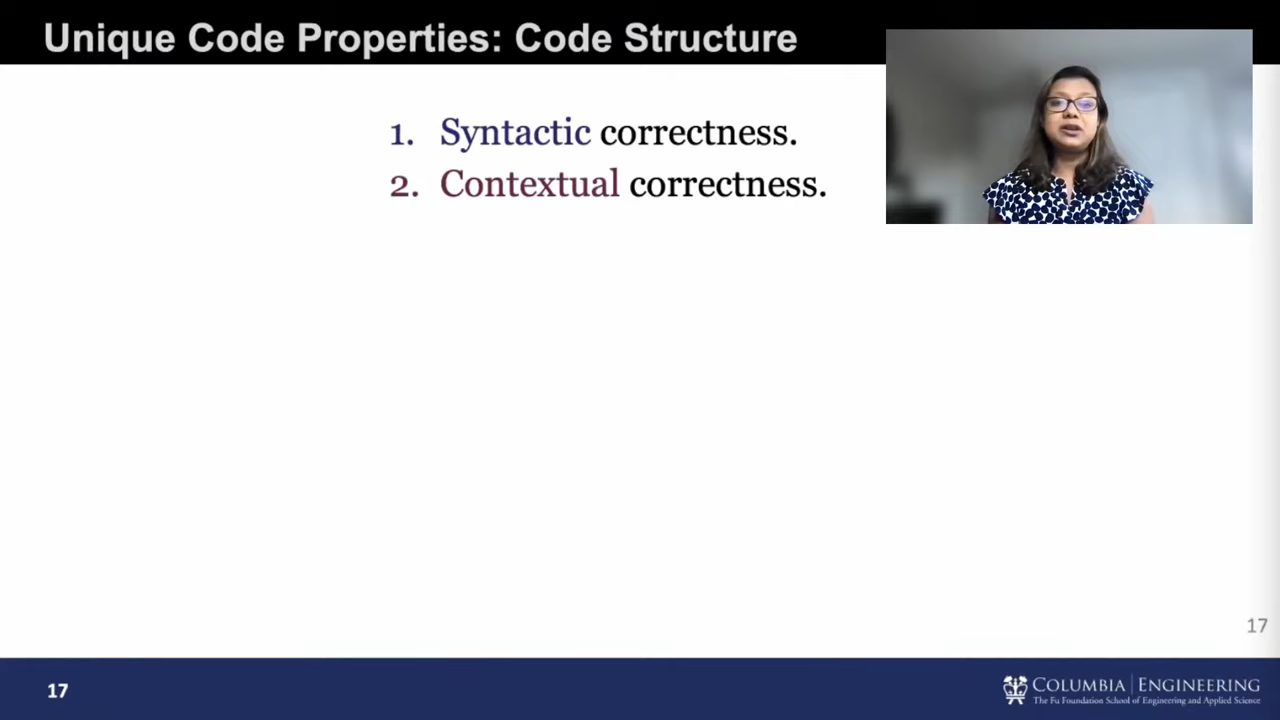 Unique Code Properties: Code Structure
1. Syntactic correctness.
2. Contextual correctness.
17
17
COLUMBIA | ENGINEERING
The Fu Foundation School of Engineering and Applied Science